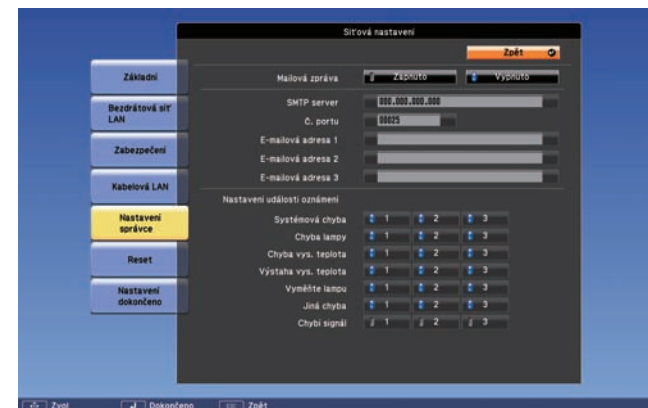 Síťová nastavení
Zpět
Základní
Bezdrátová síť
LAN
Zabezpečení
Kabelová LAN
Nastavení
správce
Reset
Nastavení
dokončeno
Mailová zpráva Zapnuto Vypnuto
SMTP server 000.000.000.000
Č. portu 00025
E-mailová adresa 1
E-mailová adresa 2
E-mailová adresa 3
Nastavení události oznámení
Systémová chyba 1 2 3
Chyba lampy 1 2 3
Chyba vys. teplota 1 2 3
Výstaha vys. teplota 1 2 3
Vyměňte lampu 1 2 3
Jiná chyba 1 2 3
Chybí signál 1 2 3
Zvol Dokončeno Zpět